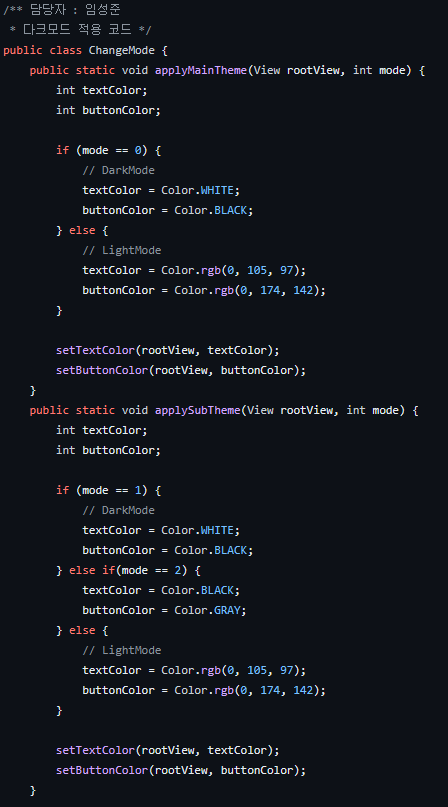 /** 담당자 : 임성준
 * 다크모드 적용 코드 */
public class ChangeMode {
    public static void applyMainTheme(View rootView, int mode) {
        int textColor;
        int buttonColor;

        if (mode == 0) {
            // DarkMode
            textColor = Color.WHITE;
            buttonColor = Color.BLACK;
        } else {
            // LightMode
            textColor = Color.rgb(0, 105, 97);
            buttonColor = Color.rgb(0, 174, 142);
        }

        setTextColor(rootView, textColor);
        setButtonColor(rootView, buttonColor);
    }
    public static void applySubTheme(View rootView, int mode) {
        int textColor;
        int buttonColor;

        if (mode == 1) {
            // DarkMode
            textColor = Color.WHITE;
            buttonColor = Color.BLACK;
        } else if(mode == 2) {
            textColor = Color.BLACK;
            buttonColor = Color.GRAY;
        } else {
            // LightMode
            textColor = Color.rgb(0, 105, 97);
            buttonColor = Color.rgb(0, 174, 142);
        }

        setTextColor(rootView, textColor);
        setButtonColor(rootView, buttonColor);
    }